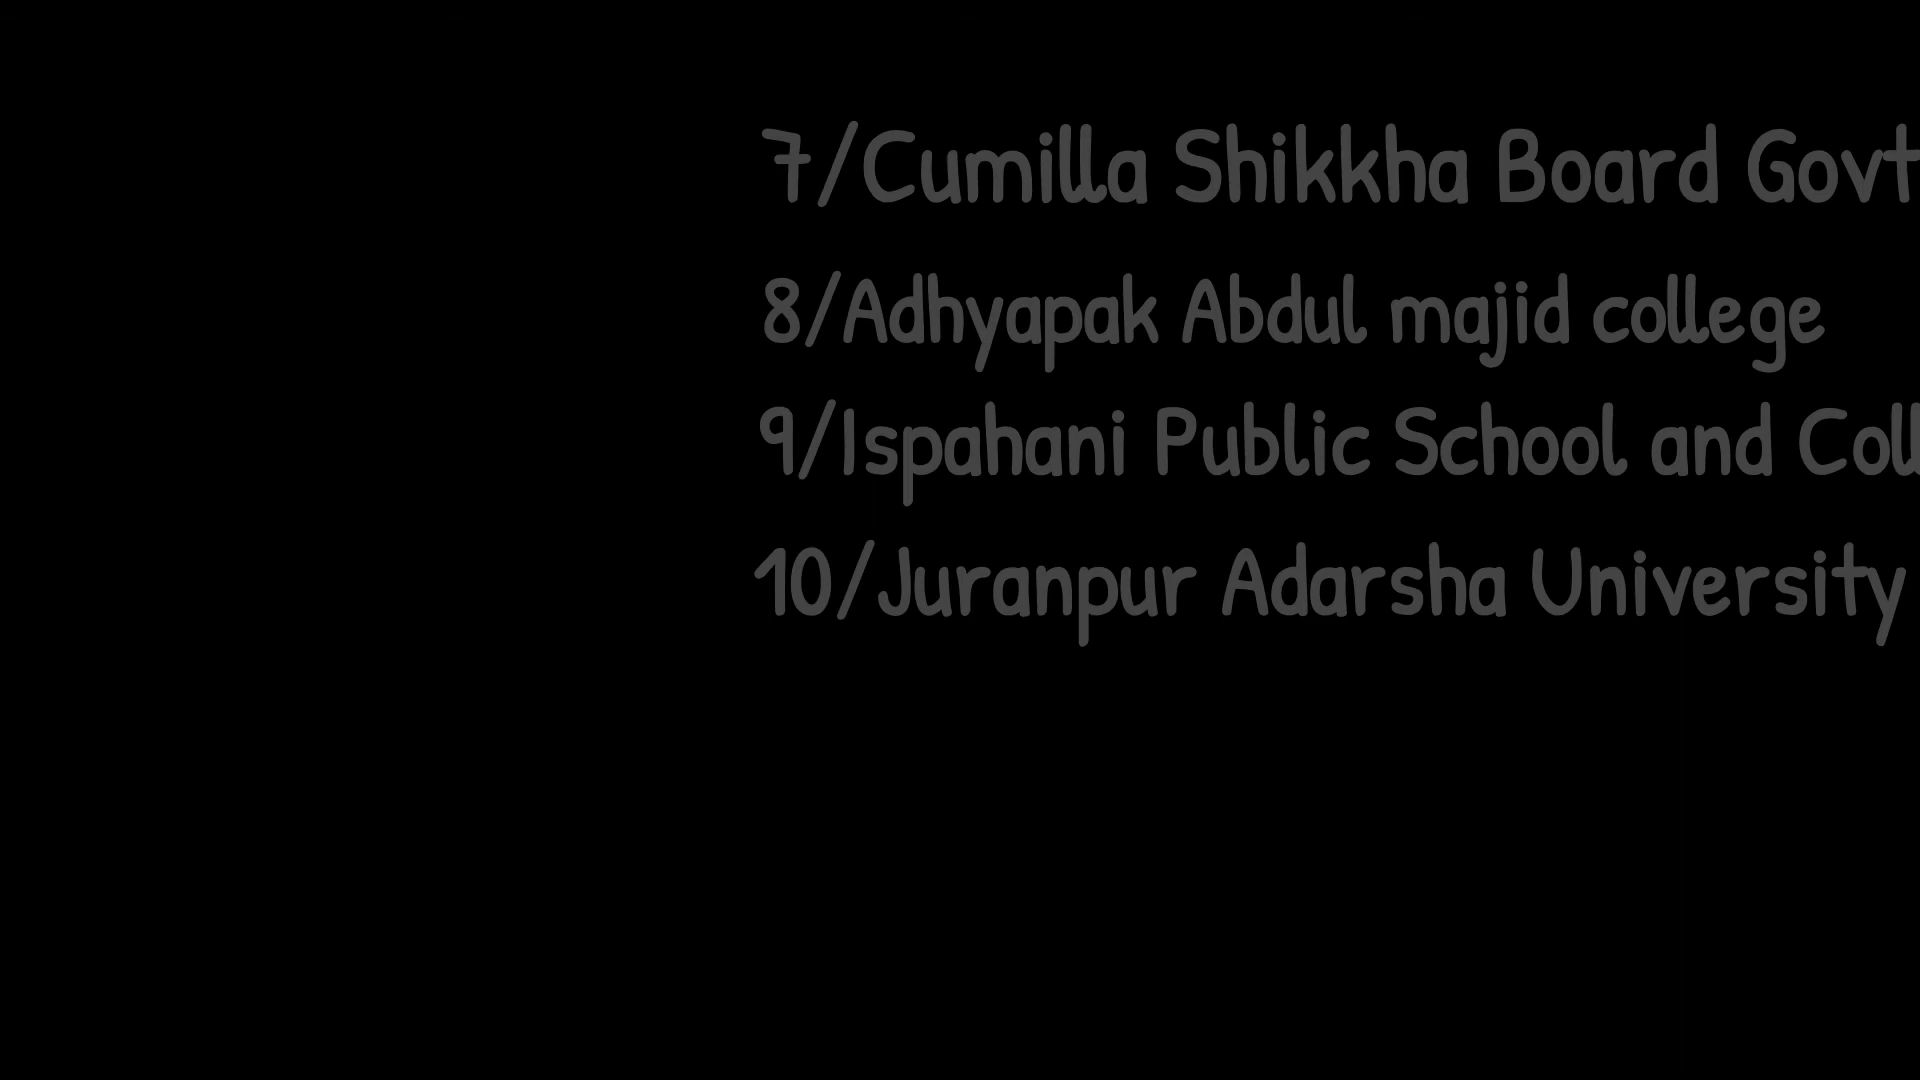 7/Cumilla Shikkha Board Govt
8/Adhyapak Abdul majid college
9/Ispahani Public School and Coll
10/Juranpur Adarsha University